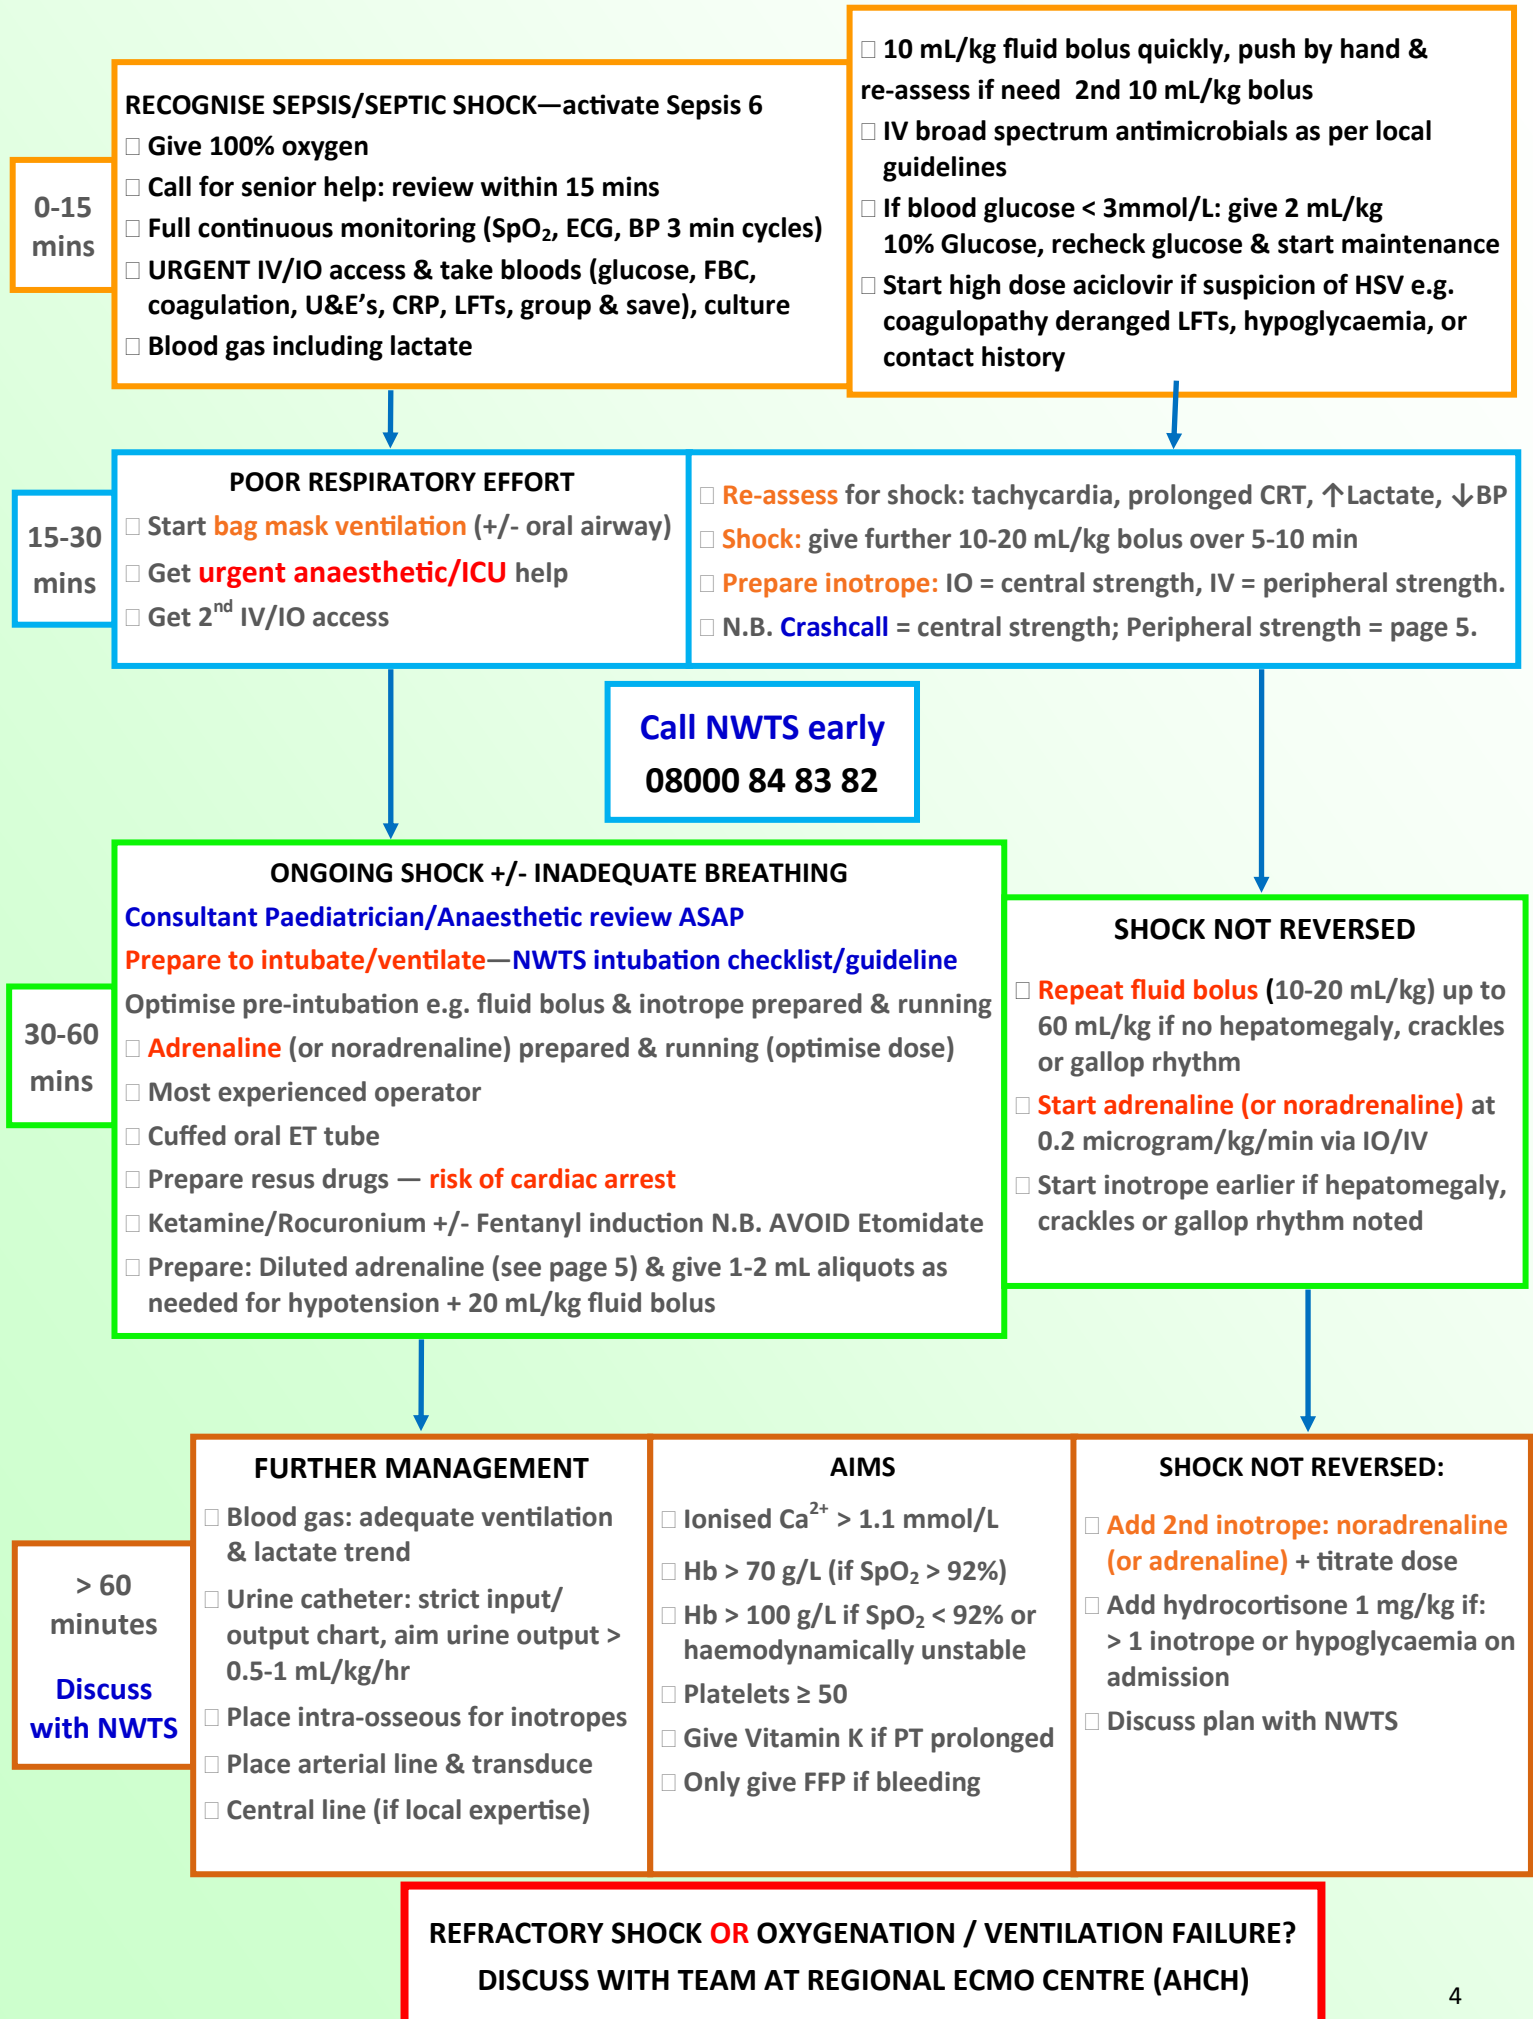 RECOGNISE SEPSIS/SEPTIC SHOCK—activate Sepsis 6
□ Give 100% oxygen
□ Call for senior help: review within 15 mins
□ Full continuous monitoring (SpO₂, ECG, BP 3 min cycles)
□ URGENT IV/IO access & take bloods (glucose, FBC,
coagulation, U&E’s, CRP, LFTs, group & save), culture
□ Blood gas including lactate
0-15
mins
□ 10 mL/kg fluid bolus quickly, push by hand &
re-assess if need 2nd 10 mL/kg bolus
□ IV broad spectrum antimicrobials as per local
guidelines
□ If blood glucose < 3mmol/L: give 2 mL/kg
10% Glucose, recheck glucose & start maintenance
□ Start high dose aciclovir if suspicion of HSV e.g.
coagulopathy deranged LFTs, hypoglycaemia, or
contact history
15-30
mins
POOR RESPIRATORY EFFORT
□ Start bag mask ventilation (+/- oral airway)
□ Get urgent anaesthetic/ICU help
□ Get 2nd IV/IO access
□ Re-assess for shock: tachycardia, prolonged CRT, ↑Lactate, ↓BP
□ Shock: give further 10-20 mL/kg bolus over 5-10 min
□ Prepare inotrope: IO = central strength, IV = peripheral strength.
□ N.B. Crashcall = central strength; Peripheral strength = page 5.
Call NWTS early
08000 84 83 82
30-60
mins
ONGOING SHOCK +/- INADEQUATE BREATHING
Consultant Paediatrician/Anaesthetic review ASAP
Prepare to intubate/ventilate—NWTS intubation checklist/guideline
Optimise pre-intubation e.g. fluid bolus & inotrope prepared & running
□ Adrenaline (or noradrenaline) prepared & running (optimise dose)
□ Most experienced operator
□ Cuffed oral ET tube
□ Prepare resus drugs — risk of cardiac arrest
□ Ketamine/Rocuronium +/- Fentanyl induction N.B. AVOID Etomidate
□ Prepare: Diluted adrenaline (see page 5) & give 1-2 mL aliquots as
needed for hypotension + 20 mL/kg fluid bolus
SHOCK NOT REVERSED
□ Repeat fluid bolus (10-20 mL/kg) up to
60 mL/kg if no hepatomegaly, crackles
or gallop rhythm
□ Start adrenaline (or noradrenaline) at
0.2 microgram/kg/min via IO/IV
□ Start inotrope earlier if hepatomegaly,
crackles or gallop rhythm noted
> 60
minutes
Discuss
with NWTS
FURTHER MANAGEMENT
□ Blood gas: adequate ventilation
& lactate trend
□ Urine catheter: strict input/
output chart, aim urine output >
0.5-1 mL/kg/hr
□ Place intra-osseous for inotropes
□ Place arterial line & transduce
□ Central line (if local expertise)
AIMS
□ Ionised Ca²⁺ > 1.1 mmol/L
□ Hb > 70 g/L (if SpO₂ > 92%)
□ Hb > 100 g/L if SpO₂ < 92% or
haemodynamically unstable
□ Platelets ≥ 50
□ Give Vitamin K if PT prolonged
□ Only give FFP if bleeding
SHOCK NOT REVERSED:
□ Add 2nd inotrope: noradrenaline
(or adrenaline) + titrate dose
□ Add hydrocortisone 1 mg/kg if:
> 1 inotrope or hypoglycaemia on
admission
□ Discuss plan with NWTS
REFRACTORY SHOCK OR OXYGENATION / VENTILATION FAILURE?
DISCUSS WITH TEAM AT REGIONAL ECMO CENTRE (AHCH)
4